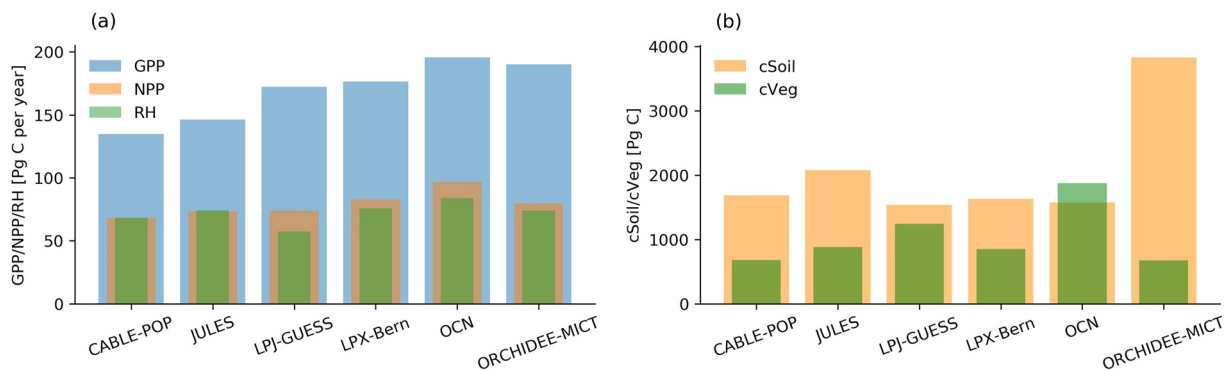 (a)
GPP/NPP/RH [Pg C per year]
200
150
100
50
0
GPP
NPP
RH
CABLE-POP
JULES
LPJ-GUESS
LPX-Bern
OCN
ORCHIDEE-MICT
(b)
cSoil/cVeg [Pg C]
4000
3000
2000
1000
0
cSoil
cVeg
CABLE-POP
JULES
LPJ-GUESS
LPX-Bern
OCN
ORCHIDEE-MICT